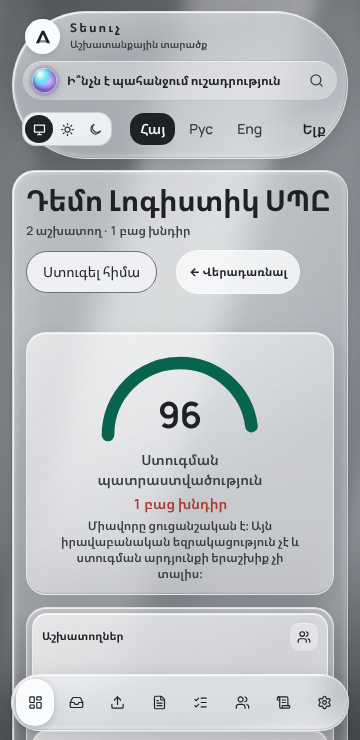 Տեսուչ
Աշխատանքային տարածք
Ի՞նչն է պահանջում ուշադրություն
Հայ Рус Eng Ելք
Դեմո Լոգիստիկ ՍՊԸ
2 աշխատող · 1 բաց խնդիր
Ստուգել հիմա
← Վերադառնալ
96
Ստուգման
պատրաստվածություն
1 բաց խնդիր
Միավորը ցուցանշական է: Այն
իրավաբանական եզրակացություն չէ և
ստուգման արդյունքի երաշխիք չի
տալիս:
Աշխատողներ